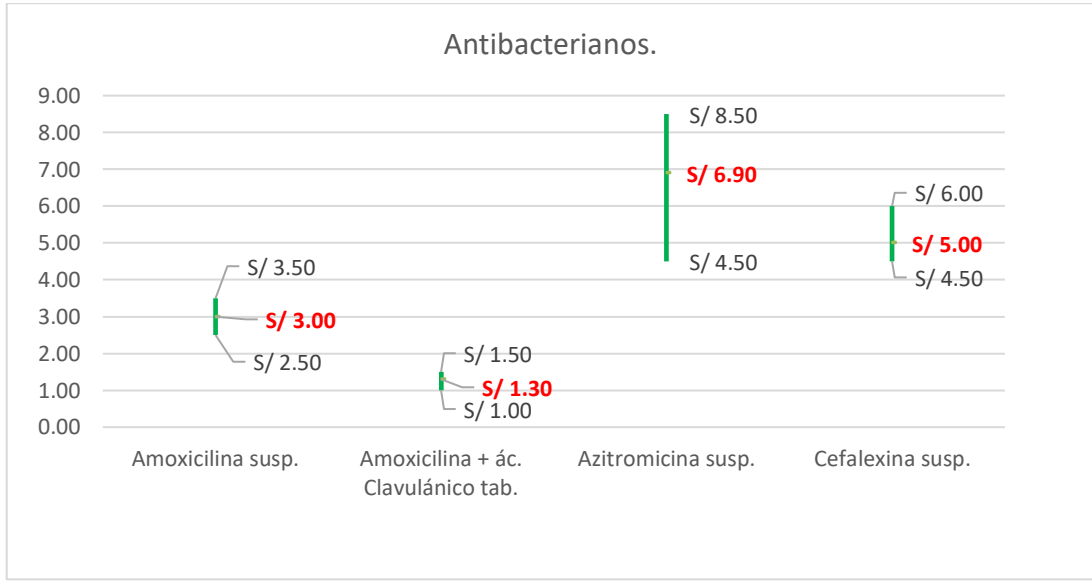 Antibacterianos.
9.00
8.00
7.00
6.00
5.00
4.00
3.00
2.00
1.00
0.00
S/ 3.50
S/ 3.00
S/ 2.50
S/ 1.50
S/ 1.30
S/ 1.00
S/ 8.50
S/ 6.90
S/ 4.50
S/ 6.00
S/ 5.00
S/ 4.50
Amoxicilina susp.
Amoxicilina + ác.
Clavulánico tab.
Azitromicina susp.
Cefalexina susp.